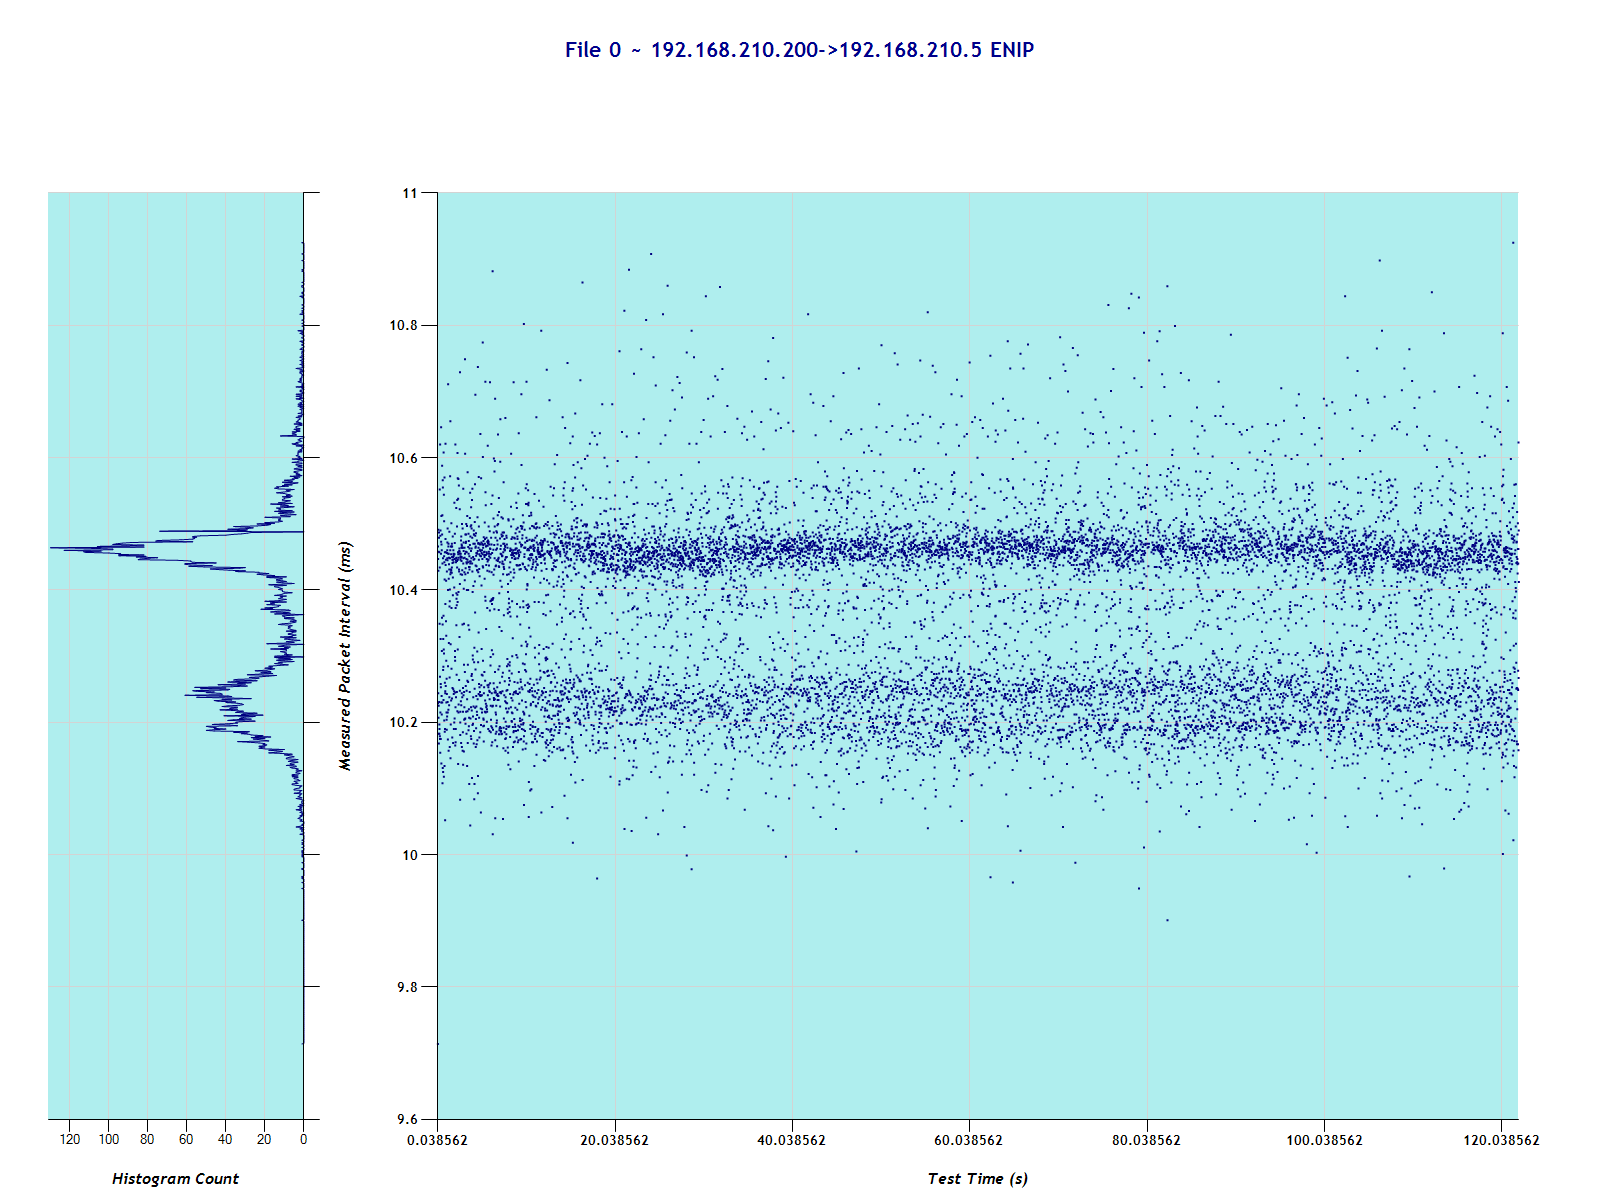 File 0 ~ 192.168.210.200->192.168.210.5 ENIP
11
10.8
10.6
10.4
10.2
10
9.8
9.6
Measured Packet Interval (ms)
120 100 80 60 40 20 0
0.038562 20.038562 40.038562 60.038562 80.038562 100.038562 120.038562
Histogram Count
Test Time (s)